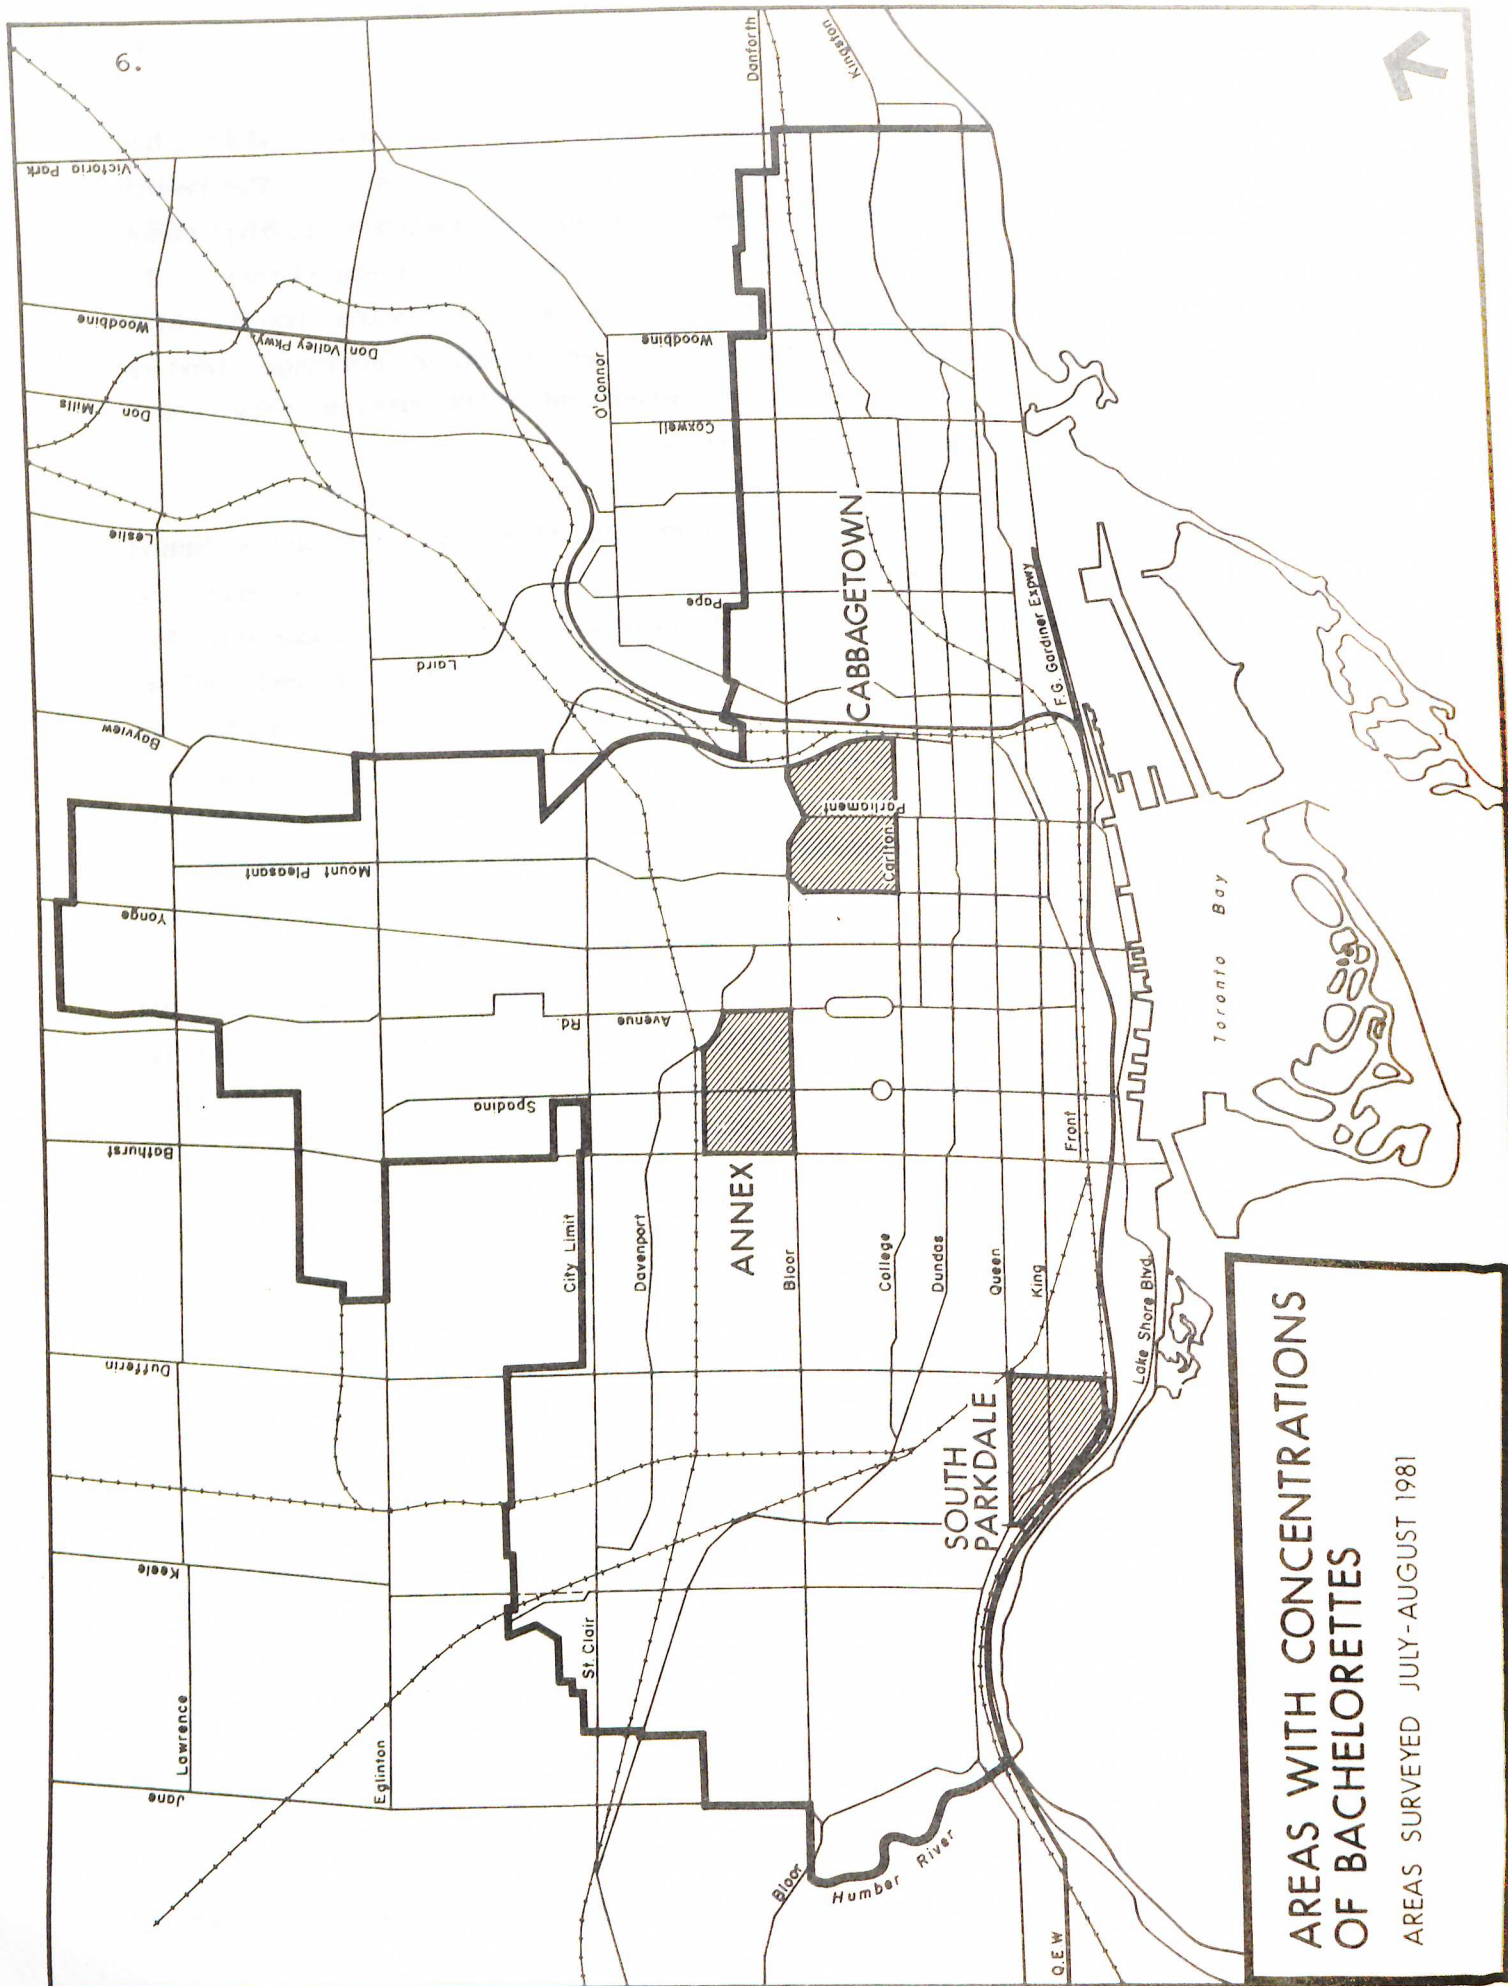 6.
Victoria Park
Woodbine
Don Valley Pkwy.
Don Mills
Leslie
Bayview
Laird
O'Connor
Woodbine
Coxwell
Pape
Danforth
Kingston
CABBAGETOWN
F.G. Gardiner Expwy
Parliament
Carlton
Mount Pleasant
Yonge
Avenue Rd.
Spadina
Bathurst
Dufferin
Keele
Jane
Lawrence
Eglinton
St. Clair
City Limit
Davenport
ANNEX
Bloor
College
Dundas
Queen
King
Front
Lake Shore Blvd.
Toronto Bay
SOUTH
PARKDALE
Bloor
Humber River
Q.E.W
AREAS WITH CONCENTRATIONS
OF BACHELORETTES
AREAS SURVEYED JULY-AUGUST 1981